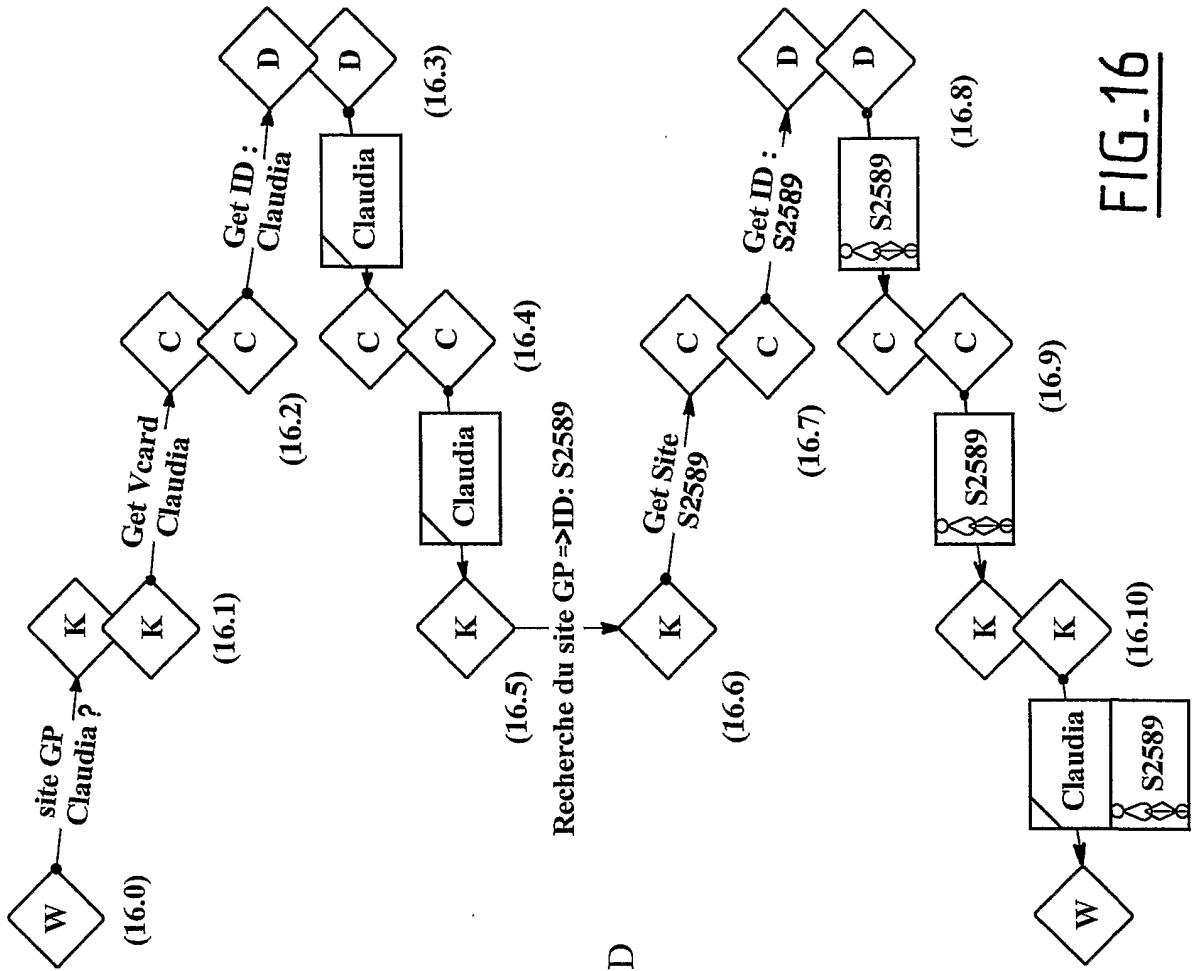 W
(16.0)
site GP
Claudia ?
K
K
(16.1)
Get Vcard
Claudia
C
C
(16.2)
Get ID :
Claudia
D
D
(16.3)
Claudia
C
C
(16.4)
Claudia
K
(16.5)
Recherche du site GP=>ID: S2589
K
(16.6)
Get Site
S2589
C
C
(16.7)
Get ID :
S2589
D
D
(16.8)
S2589
C
C
(16.9)
S2589
K
K
(16.10)
Claudia
S2589
W
D
FIG_16